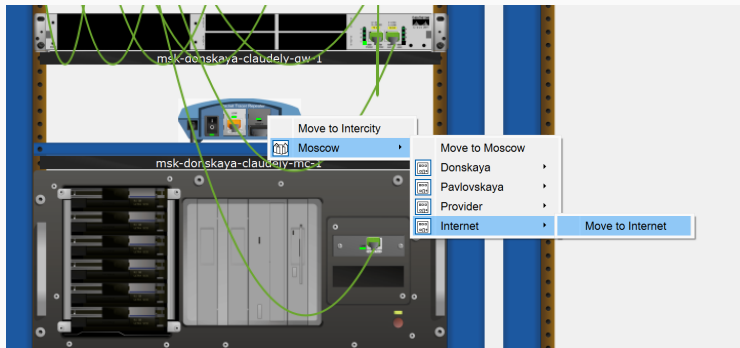 msk-donskaya-claudely-gw-1
Move to Intercity
Moscow
msk-donskaya-claudely-mc-1
Move to Moscow
Donskaya
Pavlovskaya
Provider
Internet
Move to Internet